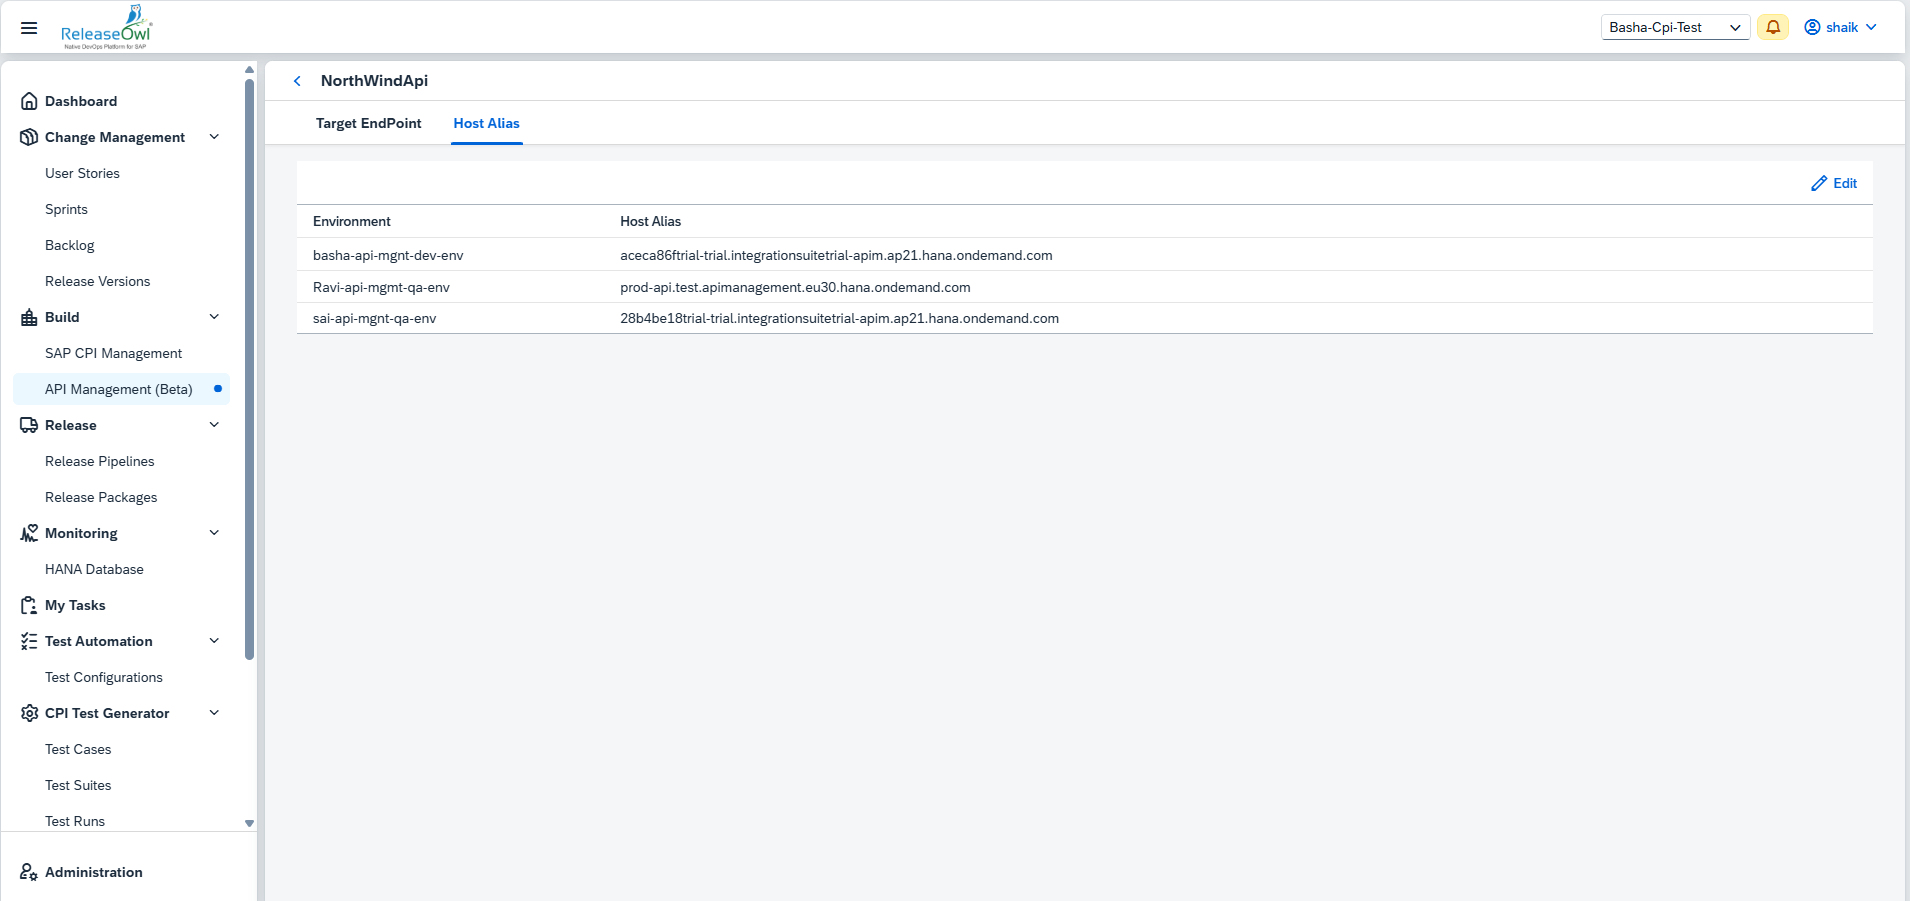 ReleaseOwl
Native DevOps Platform for SAP
Basha-Cpi-Test
shaik
Dashboard
Change Management
User Stories
Sprints
Backlog
Release Versions
Build
SAP CPI Management
API Management (Beta)
Release
Release Pipelines
Release Packages
Monitoring
HANA Database
My Tasks
Test Automation
Test Configurations
CPI Test Generator
Test Cases
Test Suites
Test Runs
Administration
NorthWindApi
Target EndPoint Host Alias
Edit
Environment Host Alias
basha-api-mgnt-dev-env aceca86ftrial-trial.integrationsuitetrial-apim.ap21.hana.ondemand.com
Ravi-api-mgmt-qa-env prod-api.test.apimanagement.eu30.hana.ondemand.com
sai-api-mgnt-qa-env 28b4be18trial-trial.integrationsuitetrial-apim.ap21.hana.ondemand.com